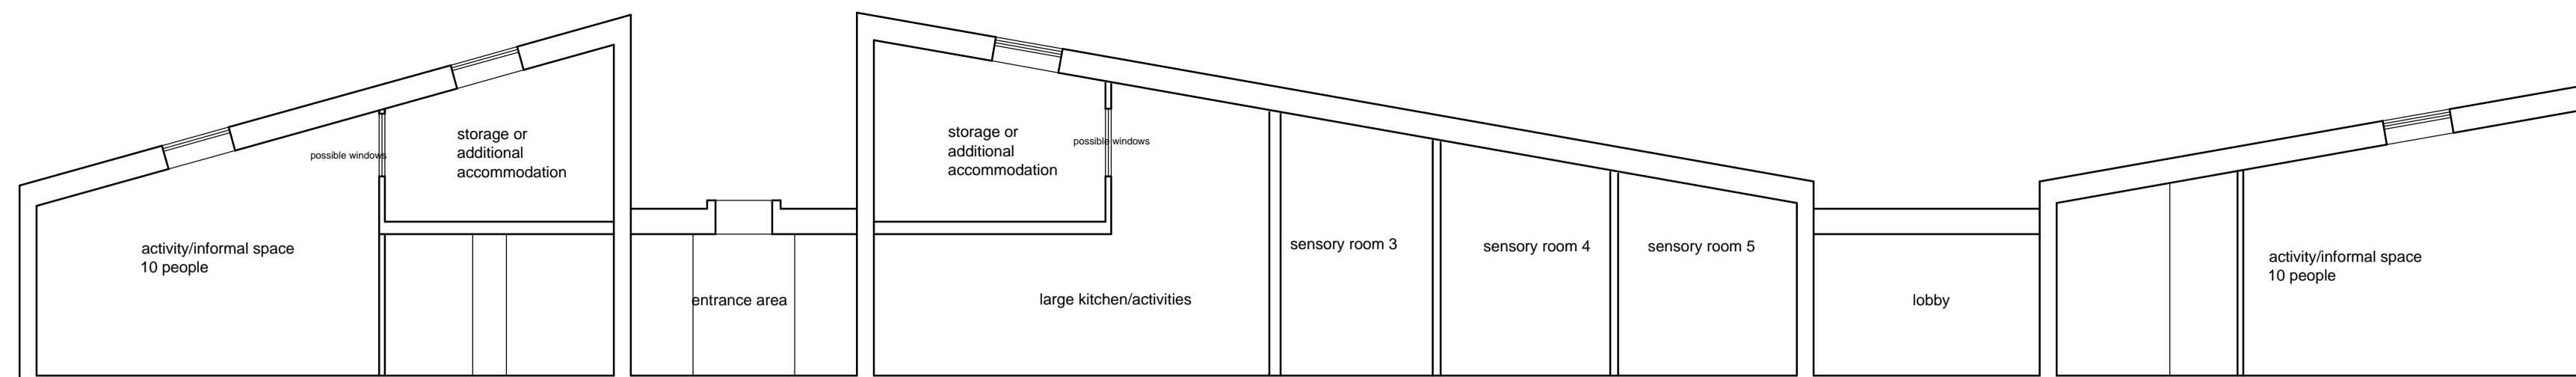 storage or
additional
accommodation
possible windows
activity/informal space
10 people
entrance area
storage or
additional
accommodation
possible windows
large kitchen/activities
sensory room 3
sensory room 4
sensory room 5
lobby
activity/informal space
10 people